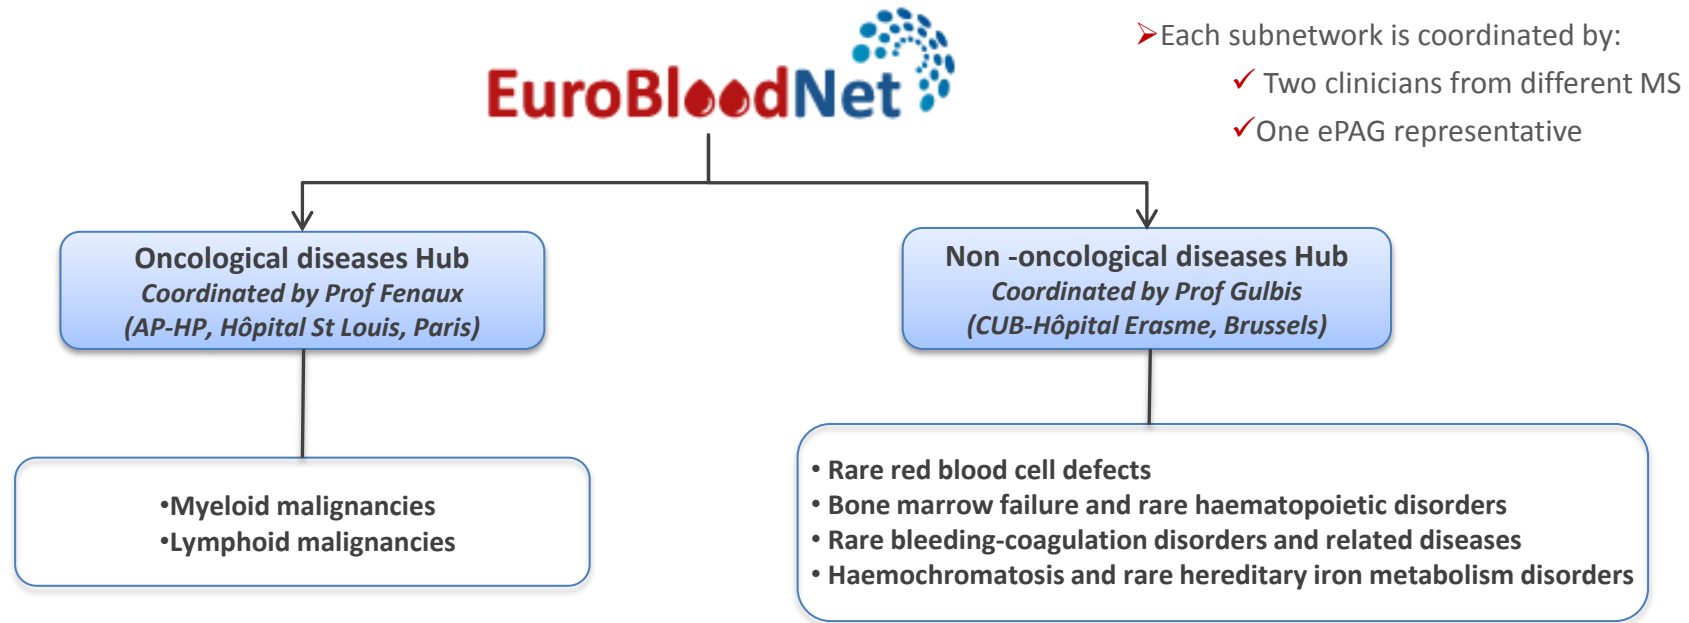 EuroBloodNet
➢Each subnetwork is coordinated by:
✓ Two clinicians from different MS
✓One ePAG representative
Oncological diseases Hub
Coordinated by Prof Fenaux
(AP-HP, Hôpital St Louis, Paris)
Non -oncological diseases Hub
Coordinated by Prof Gulbis
(CUB-Hôpital Erasme, Brussels)
•Myeloid malignancies
•Lymphoid malignancies
• Rare red blood cell defects
• Bone marrow failure and rare haematopoietic disorders
• Rare bleeding-coagulation disorders and related diseases
• Haemochromatosis and rare hereditary iron metabolism disorders